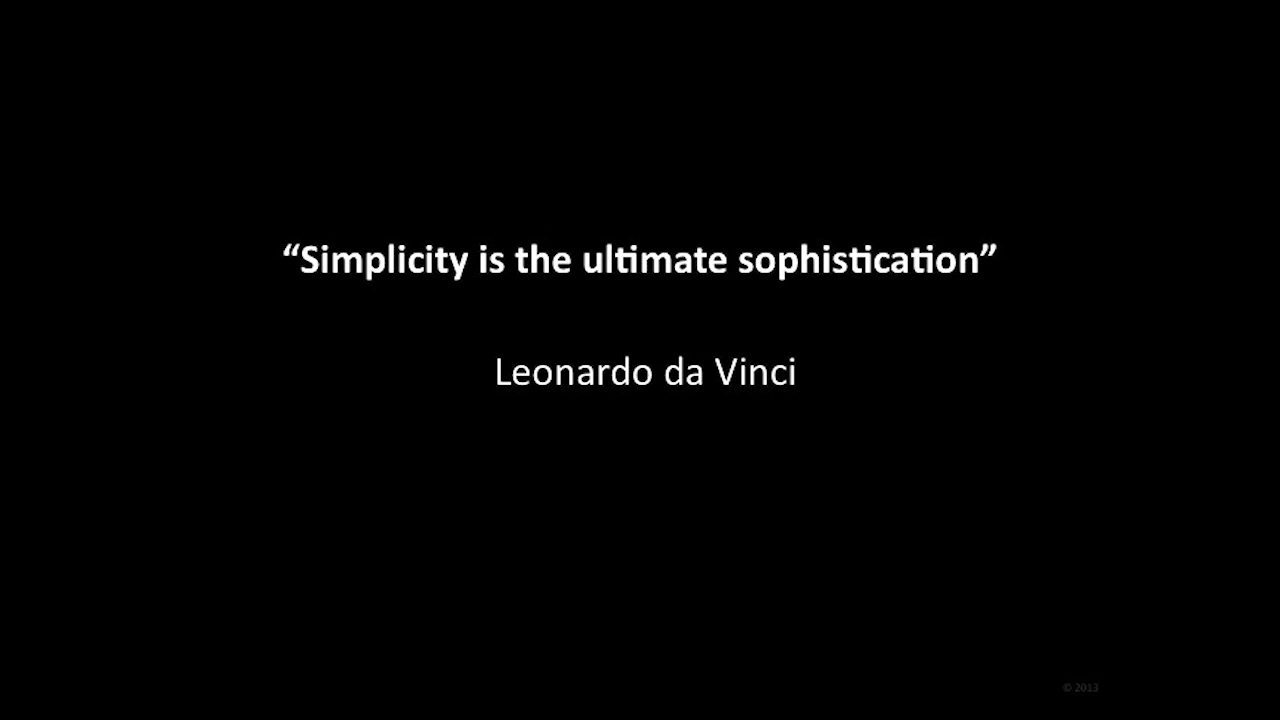 “Simplicity is the ultimate sophistication”
Leonardo da Vinci
© 2013